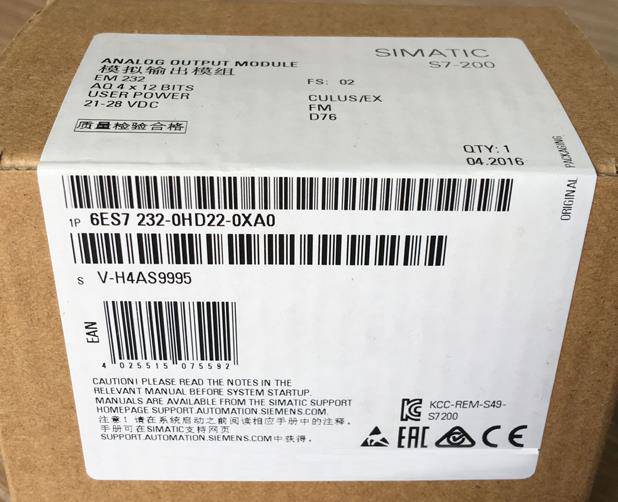 ANALOG OUTPUT MODULE
模拟输出模组
EM 232
AQ 4 x 12 BITS
USER POWER
21-28 VDC
质量检验合格
FS: 02
CULUS/EX
FM
D76
SIMATIC
S7-200
QTY: 1
04.2016
ORIGINAL PACKAGING
1P 6ES7 232-0HD22-0XA0
S V-H4AS9995
EAN
4 025515 075592
CAUTION! PLEASE READ THE NOTES IN THE
RELEVANT MANUAL BEFORE SYSTEM STARTUP.
MANUALS ARE AVAILABLE FROM THE SIMATIC SUPPORT
HOMEPAGE SUPPORT.AUTOMATION.SIEMENS.COM.
注意！请在系统启动之前阅读相应手册中的注释。
手册可在SIMATIC支持网页
SUPPORT.AUTOMATION.SIEMENS.COM中获得。
KCC-REM-S49-
S7200
EAC CE